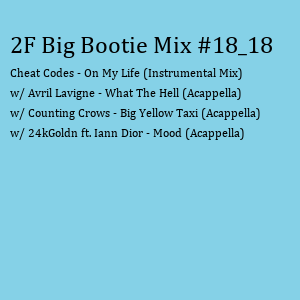 2F Big Bootie Mix #18_18
Cheat Codes - On My Life (Instrumental Mix)
w/ Avril Lavigne - What The Hell (Acappella)
w/ Counting Crows - Big Yellow Taxi (Acappella)
w/ 24kGoldn ft. Iann Dior - Mood (Acappella)